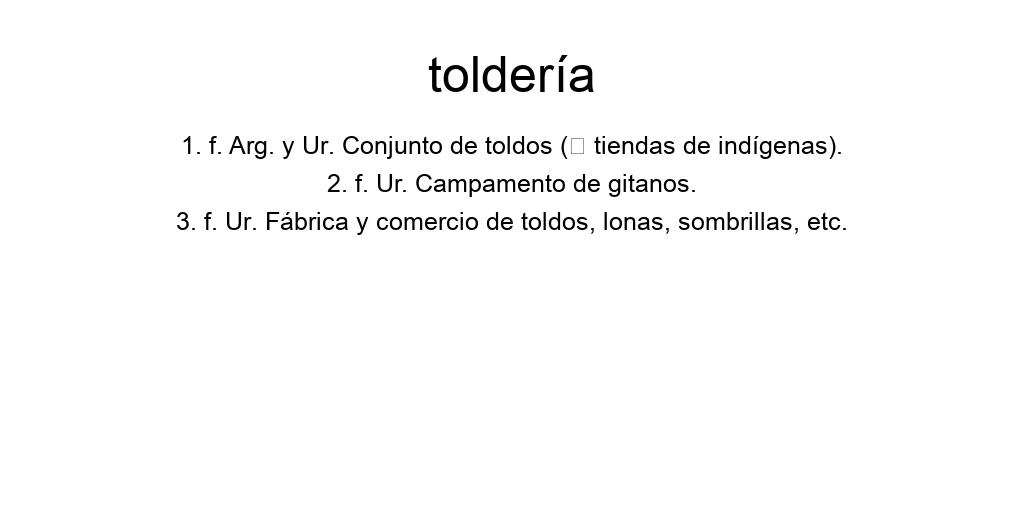 toldería
1. f. Arg. y Ur. Conjunto de toldos (□ tiendas de indígenas).
2. f. Ur. Campamento de gitanos.
3. f. Ur. Fábrica y comercio de toldos, lonas, sombrillas, etc.